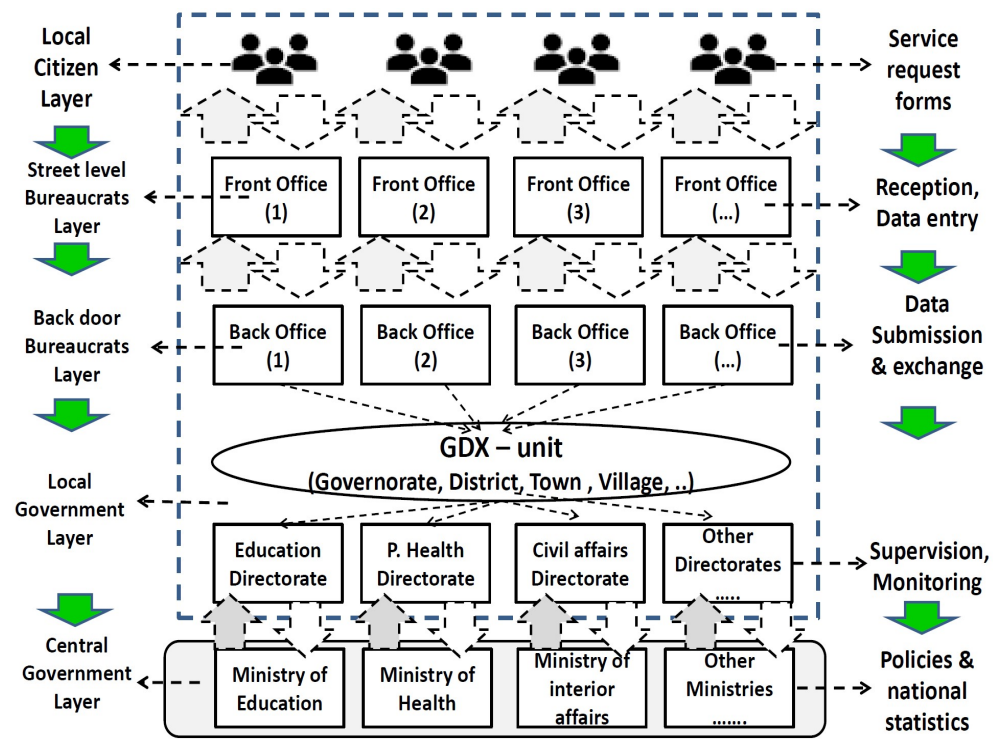 Local
Citizen
Layer
Service
request
forms
Street level
Bureaucrats
Layer
Front Office
(1)
Front Office
(2)
Front Office
(3)
Front Office
(...)
Reception,
Data entry
Back door
Bureaucrats
Layer
Back Office
(1)
Back Office
(2)
Back Office
(3)
Back Office
(...)
Data
Submission
& exchange
GDX – unit
(Governorate, District, Town , Village, ..)
Local
Government
Layer
Education
Directorate
P. Health
Directorate
Civil affairs
Directorate
Other
Directorates
.....
Supervision,
Monitoring
Central
Government
Layer
Ministry of
Education
Ministry of
Health
Ministry of
interior
affairs
Other
Ministries
.......
Policies &
national
statistics